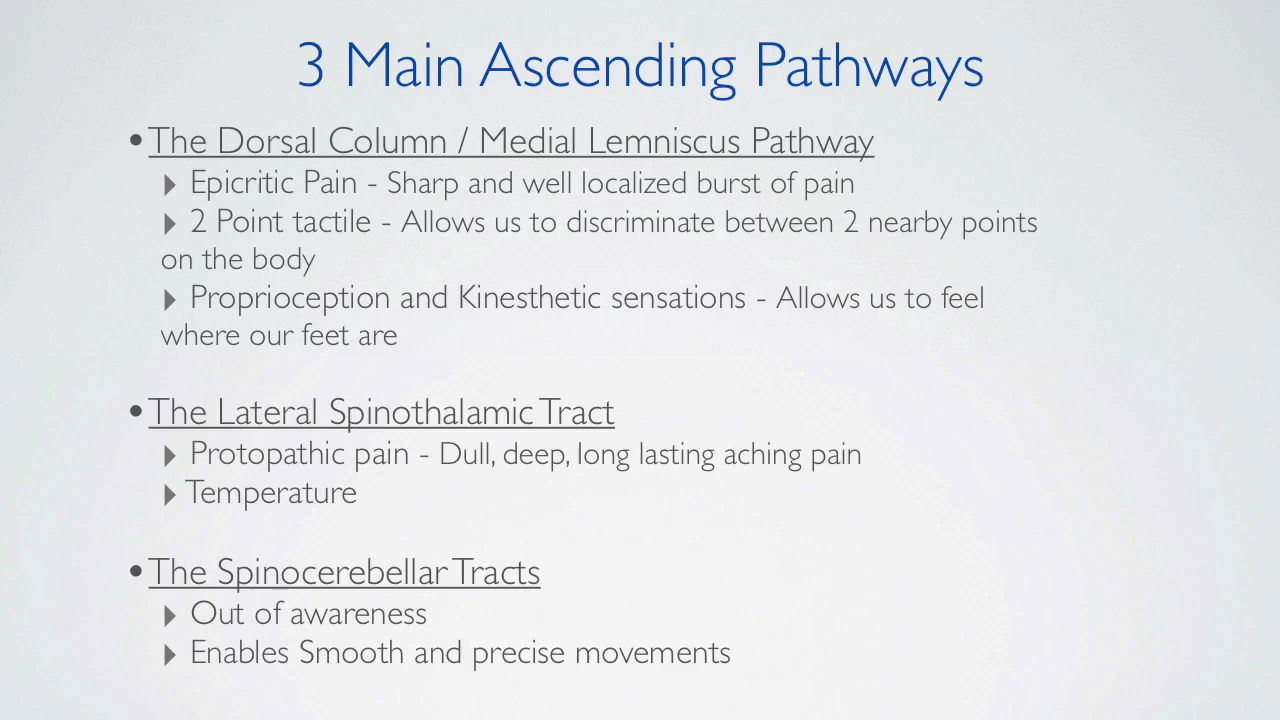 3 Main Ascending Pathways
•The Dorsal Column / Medial Lemniscus Pathway
▸ Epicritic Pain - Sharp and well localized burst of pain
▸ 2 Point tactile - Allows us to discriminate between 2 nearby points
on the body
▸ Proprioception and Kinesthetic sensations - Allows us to feel
where our feet are
•The Lateral Spinothalamic Tract
▸ Protopathic pain - Dull, deep, long lasting aching pain
▸ Temperature
•The Spinocerebellar Tracts
▸ Out of awareness
▸ Enables Smooth and precise movements